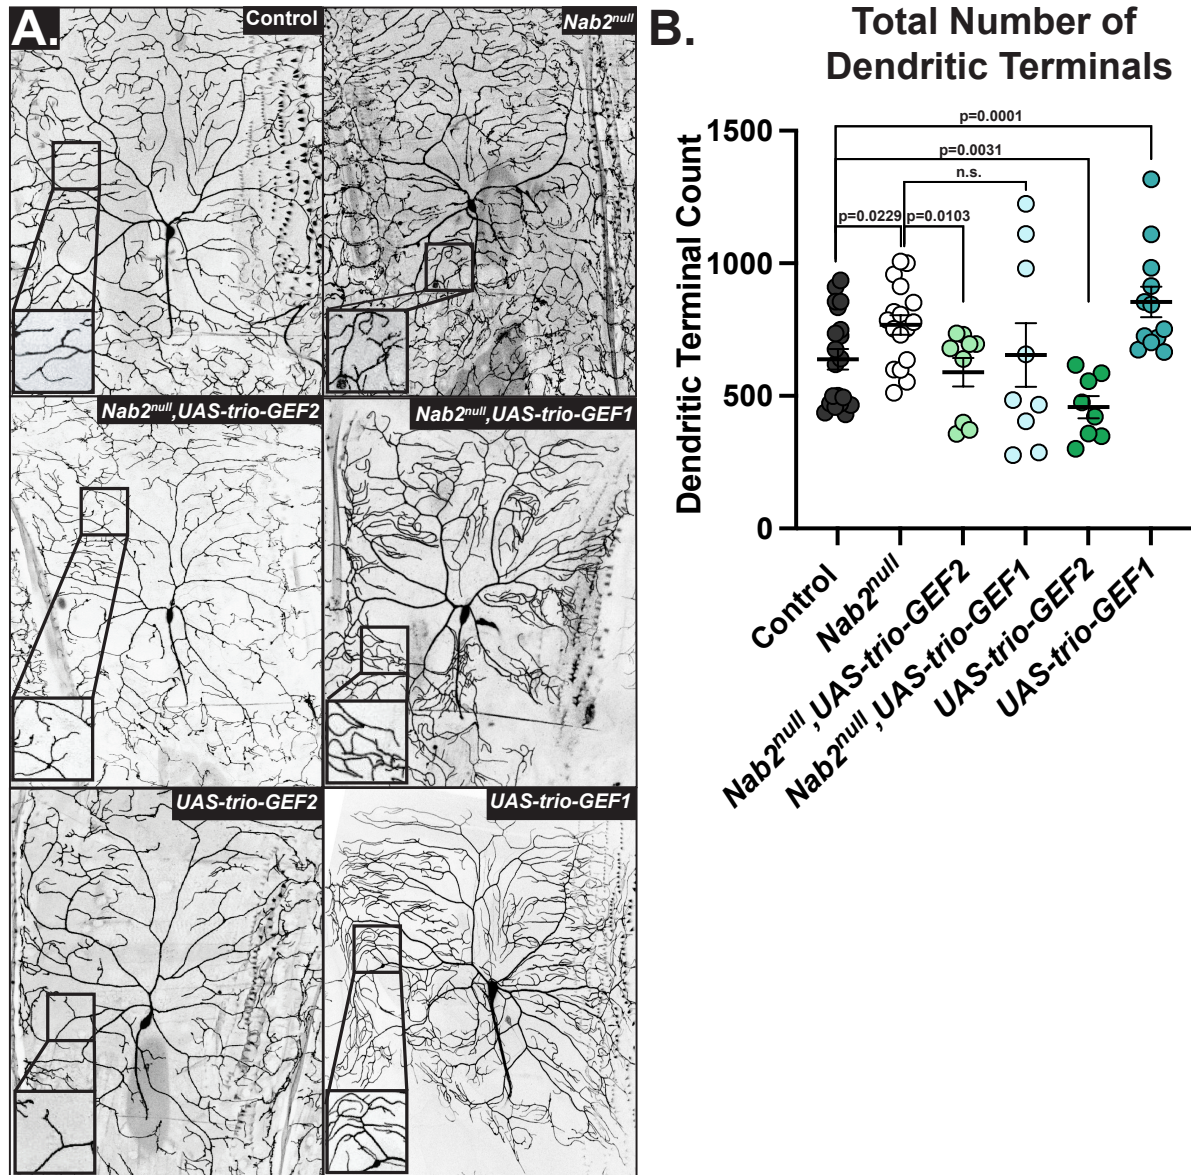 A.
Control
Nab2null
Nab2null,UAS-trio-GEF2
Nab2null,UAS-trio-GEF1
UAS-trio-GEF2
UAS-trio-GEF1
B.
Total Number of
Dendritic Terminals
Dendritic Terminal Count
1500
1000
500
0
p=0.0001
p=0.0031
n.s.
p=0.0229
p=0.0103
Control
Nab2null
Nab2null,UAS-trio-GEF2
Nab2null,UAS-trio-GEF1
UAS-trio-GEF2
UAS-trio-GEF1